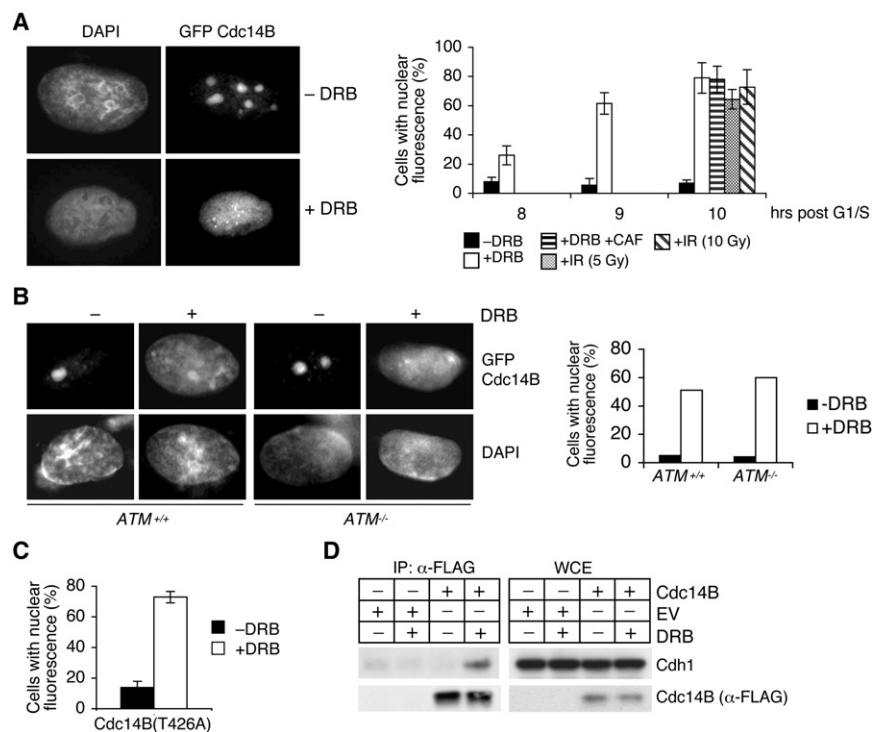 A
DAPI
GFP Cdc14B
– DRB
+ DRB
Cells with nuclear
fluorescence (%)
100
80
60
40
20
0
8 9 10 hrs post G1/S
–DRB
+DRB
+DRB +CAF
+IR (5 Gy)
+IR (10 Gy)
B
– + – + DRB
GFP
Cdc14B
DAPI
ATM+/+ ATM-/-
Cells with nuclear
fluorescence (%)
80
60
40
20
0
ATM+/+ ATM-/-
-DRB
+DRB
C
Cells with nuclear
fluorescence (%)
80
60
40
20
0
Cdc14B(T426A)
–DRB
+DRB
D
IP: α-FLAG WCE
– – + + – – + + Cdc14B
+ + – – + + – – EV
– + – + – + – + DRB
Cdh1
Cdc14B (α-FLAG)